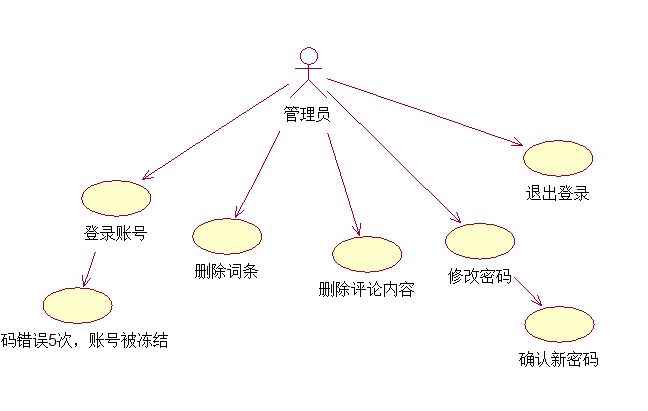 管理员
退出登录
登录账号
删除词条
修改密码
删除评论内容
码错误5次，账号被冻结
确认新密码